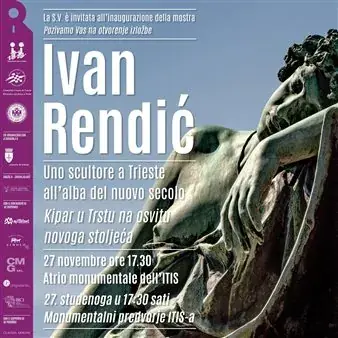 La S.V. è invitata all'inaugurazione della mostra
Pozivamo Vas na otvorenje izložbe
Ivan
Rendić
Uno scultore a Trieste
all'alba del nuovo secolo
Kipar u Trstu na osvitu
novoga stoljeća
27 novembre ore 17.30
Atrio monumentale dell'ITIS
27. studenoga u 17:30 sati
Monumentalni predvorje ITIS-a